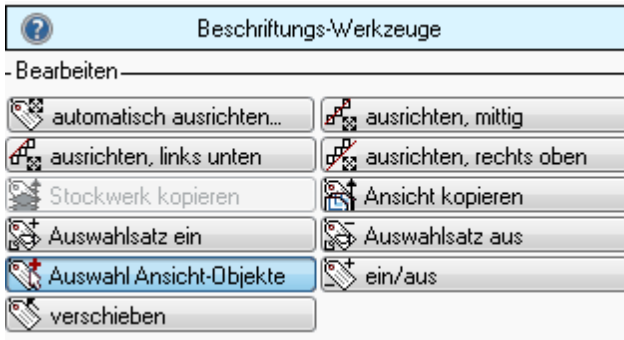 Beschriftungs-Werkzeuge
Bearbeiten
automatisch ausrichten... ausrichten, mittig
ausrichten, links unten ausrichten, rechts oben
Stockwerk kopieren Ansicht kopieren
Auswahlsatz ein Auswahlsatz aus
Auswahl Ansicht-Objekte ein/aus
verschieben